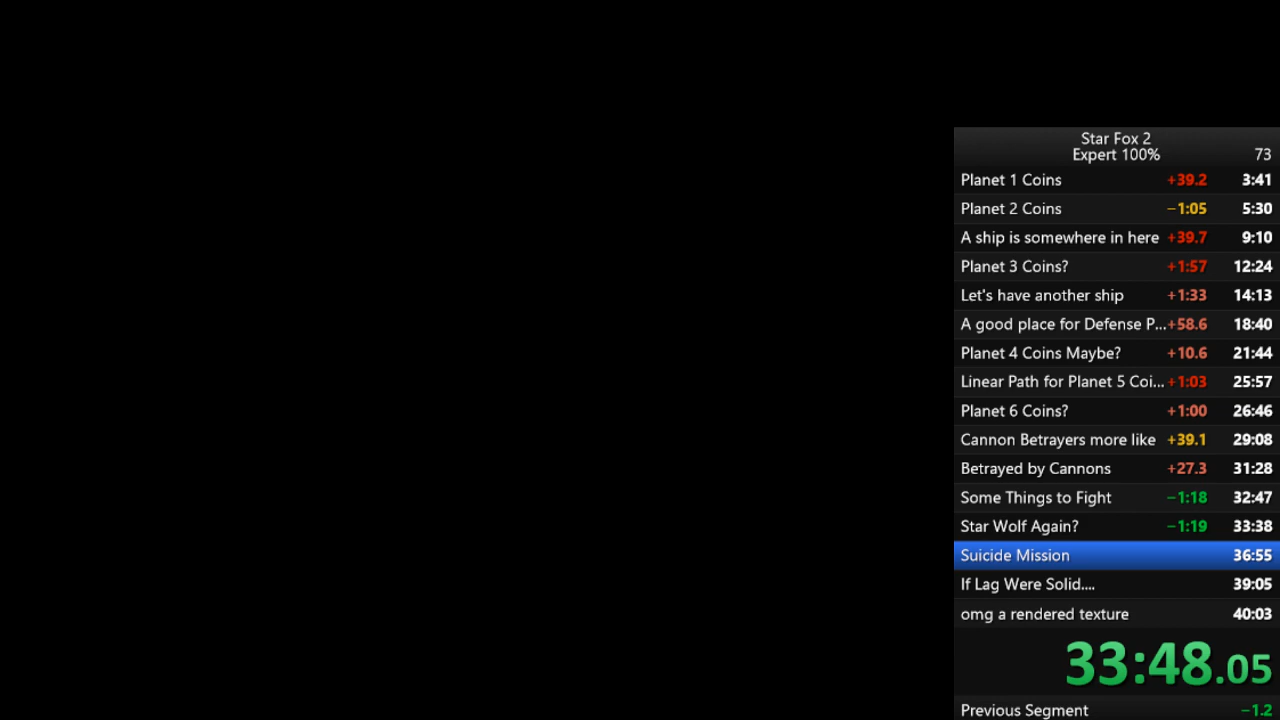 Star Fox 2
Expert 100% 73
Planet 1 Coins +39.2 3:41
Planet 2 Coins −1:05 5:30
A ship is somewhere in here +39.7 9:10
Planet 3 Coins? +1:57 12:24
Let's have another ship +1:33 14:13
A good place for Defense P... +58.6 18:40
Planet 4 Coins Maybe? +10.6 21:44
Linear Path for Planet 5 Coi... +1:03 25:57
Planet 6 Coins? +1:00 26:46
Cannon Betrayers more like +39.1 29:08
Betrayed by Cannons +27.3 31:28
Some Things to Fight −1:18 32:47
Star Wolf Again? −1:19 33:38
Suicide Mission 36:55
If Lag Were Solid.... 39:05
omg a rendered texture 40:03
33:48.05
Previous Segment −1.2